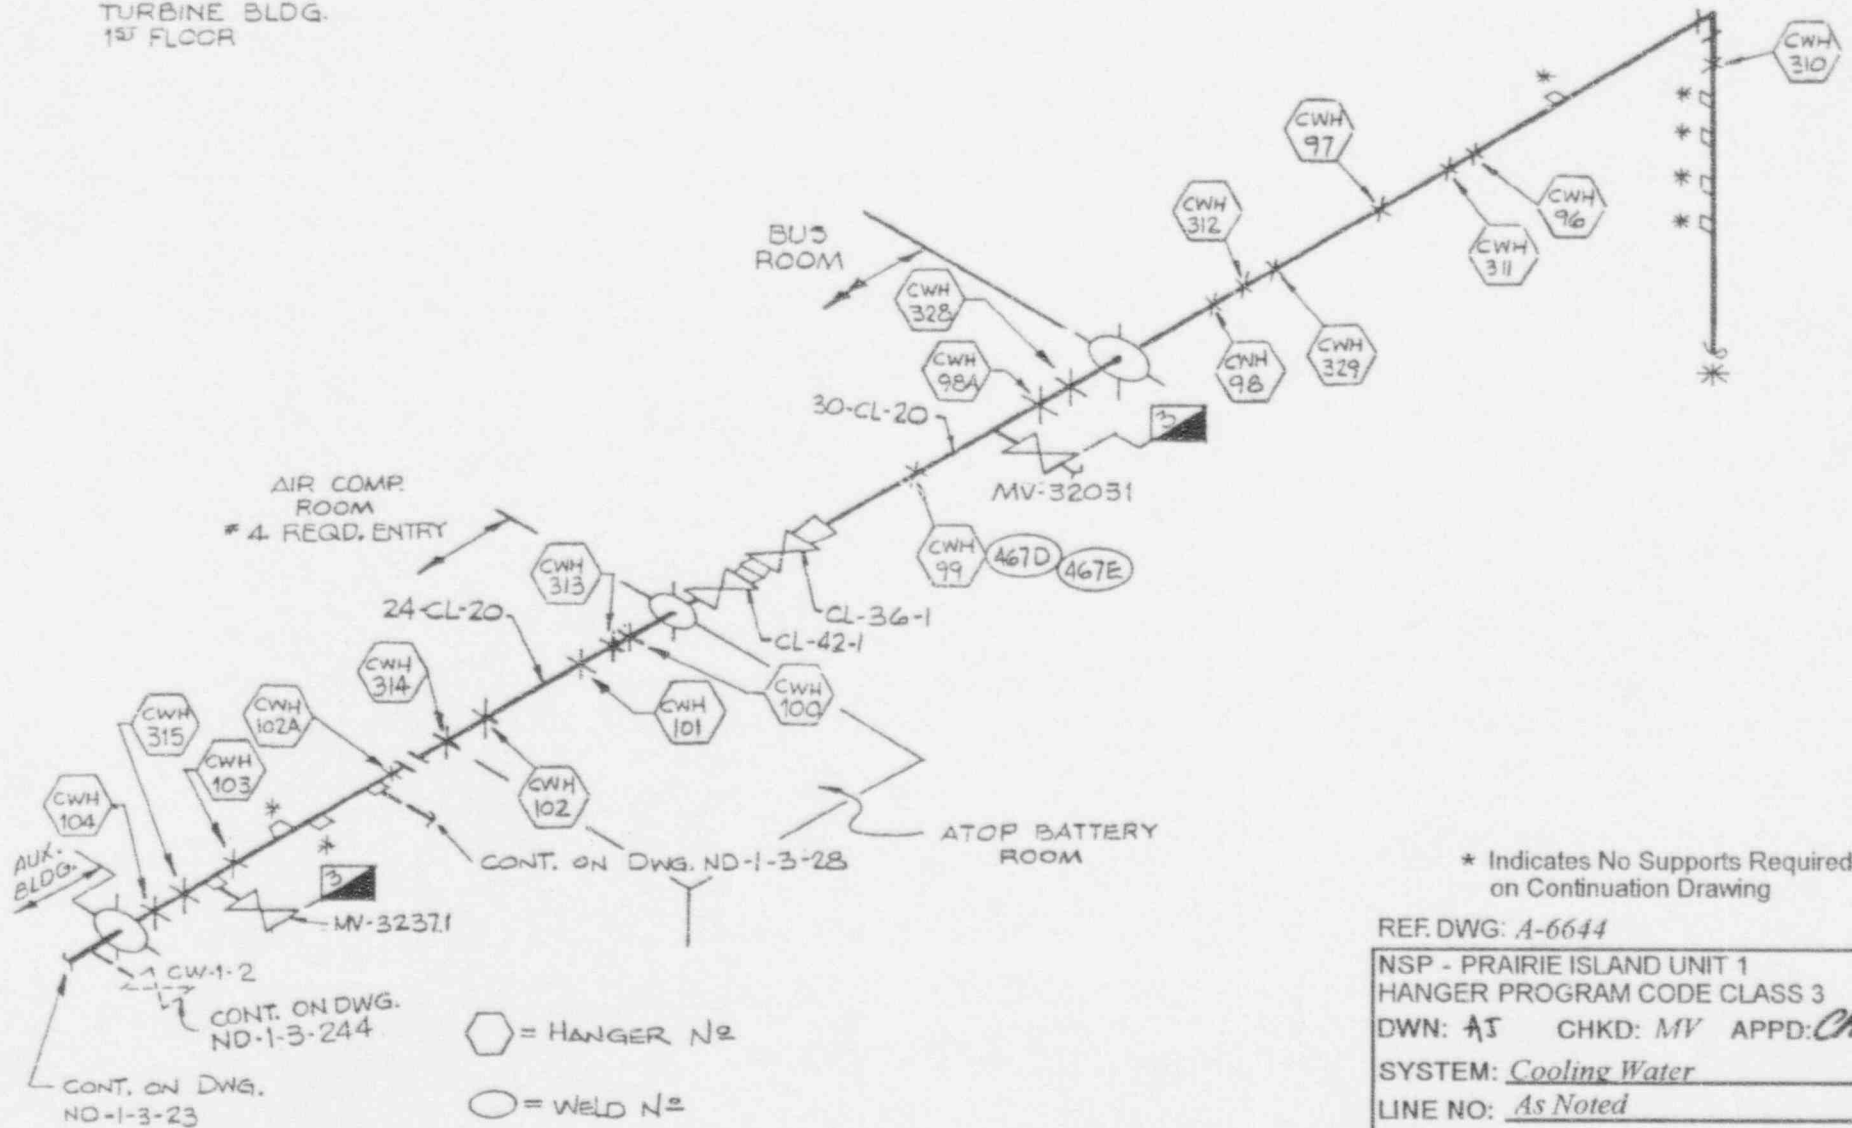 TURBINE BLDG.
1ST FLOOR
CWH
310
*
*
*
*
*
CWH
97
CWH
96
CWH
311
CWH
312
CWH
329
CWH
98
BUS
ROOM
CWH
328
CWH
98A
30-CL-20
3
MV-32031
CWH
99
467D
467E
AIR COMP.
ROOM
# 4 REQD. ENTRY
CWH
313
24-CL-20
CL-36-1
CL-42-1
CWH
100
CWH
101
CWH
314
CWH
102
CWH
102A
CWH
315
CWH
103
CWH
104
*
*
3
MV-32371
AUX.
BLDG.
CONT. ON DWG. ND-1-3-28
ATOP BATTERY
ROOM
CW-1-2
CONT. ON DWG.
ND-1-3-244
CONT. ON DWG.
ND-1-3-23
= HANGER Nº
= WELD Nº
* Indicates No Supports Required
on Continuation Drawing
REF. DWG: A-6644
NSP - PRAIRIE ISLAND UNIT 1
HANGER PROGRAM CODE CLASS 3
DWN: AJ CHKD: MV APPD:
SYSTEM: Cooling Water
LINE NO: As Noted